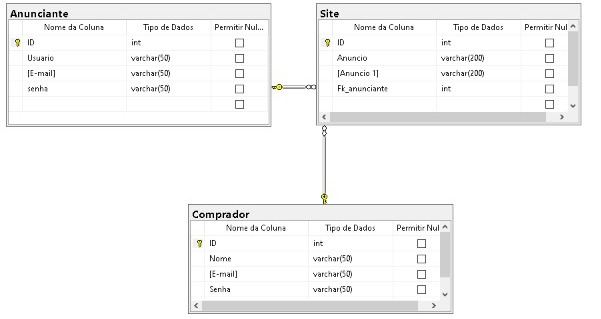 Anunciante
Nome da Coluna Tipo de Dados Permitir Nul...
ID int
Usuario varchar(50)
[E-mail] varchar(50)
senha varchar(50)
Site
Nome da Coluna Tipo de Dados Permitir Nul
ID int
Anuncio varchar(200)
[Anuncio 1] varchar(200)
Fk_anunciante int
Comprador
Nome da Coluna Tipo de Dados Permitir Nul
ID int
Nome varchar(50)
[E-mail] varchar(50)
Senha varchar(50)